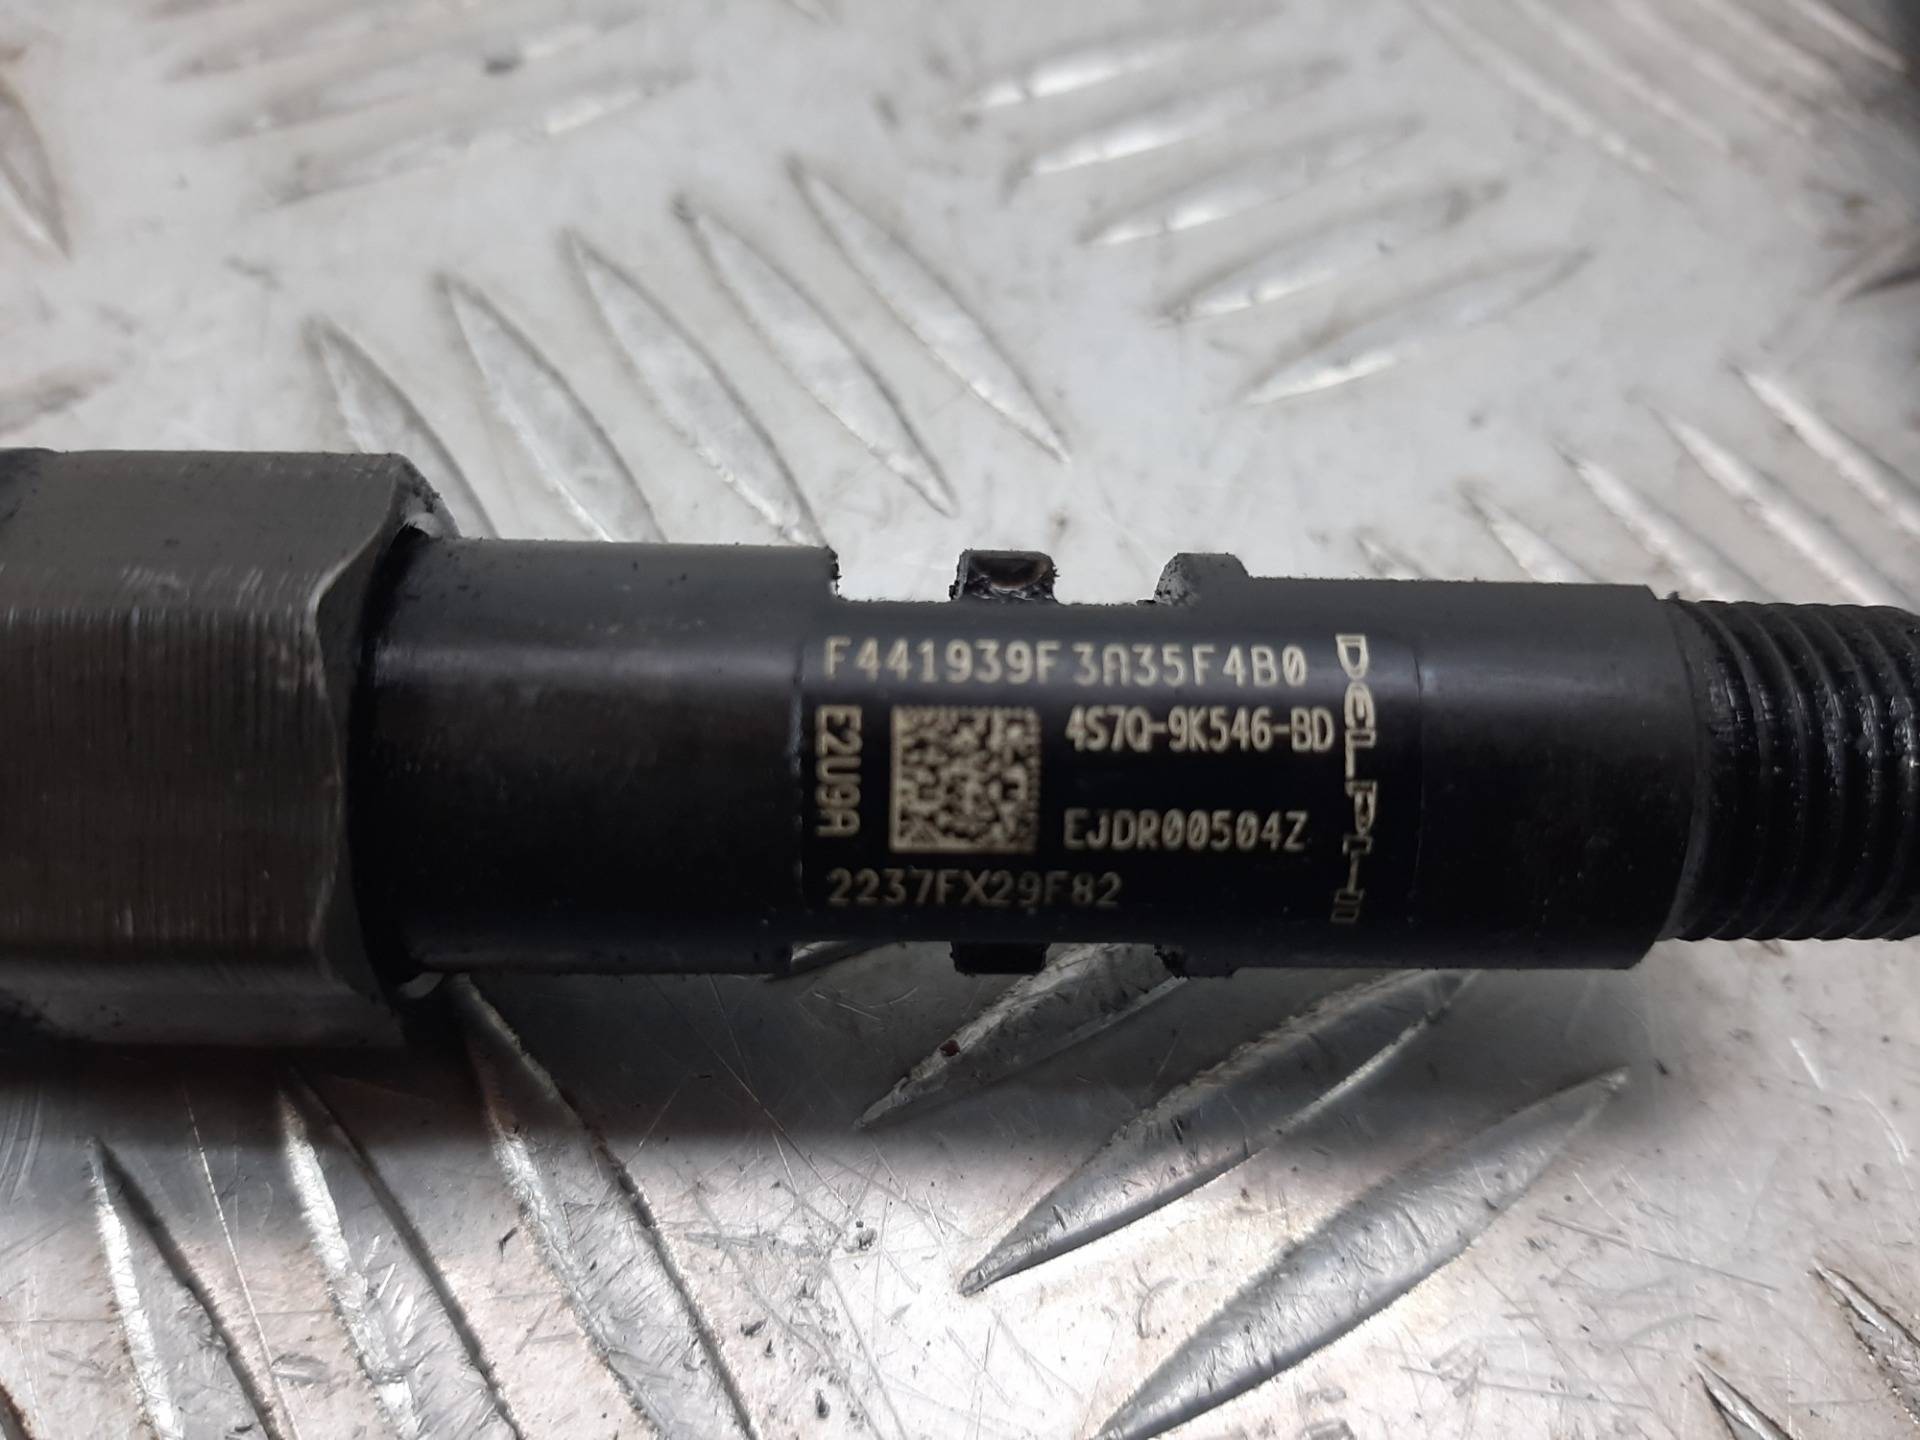 F441939F3A35F4B0
E2U9A
4S7Q-9K546-BD
EJDR00504Z
2237FX29F82
DELPHI